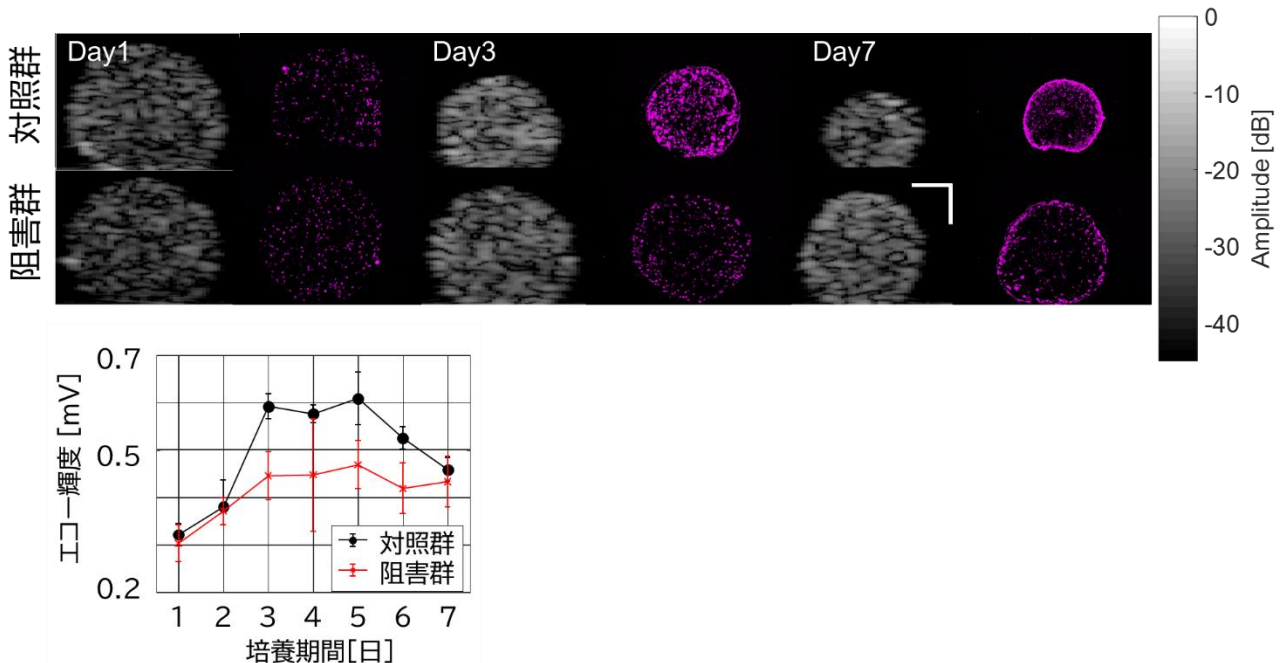 Day1
Day3
Day7
対照群
阻害群
0
-10
-20
-30
-40
Amplitude [dB]
0.7
0.5
0.2
エコー輝度 [mV]
対照群
阻害群
1 2 3 4 5 6 7
培養期間[日]